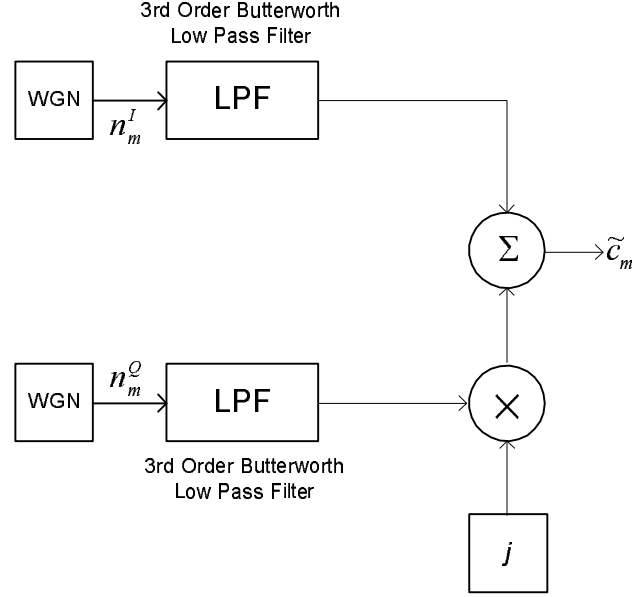 3rd Order Butterworth
Low Pass Filter
WGN
n_m^I
LPF
Σ
c̃_m
WGN
n_m^Q
LPF
×
3rd Order Butterworth
Low Pass Filter
j